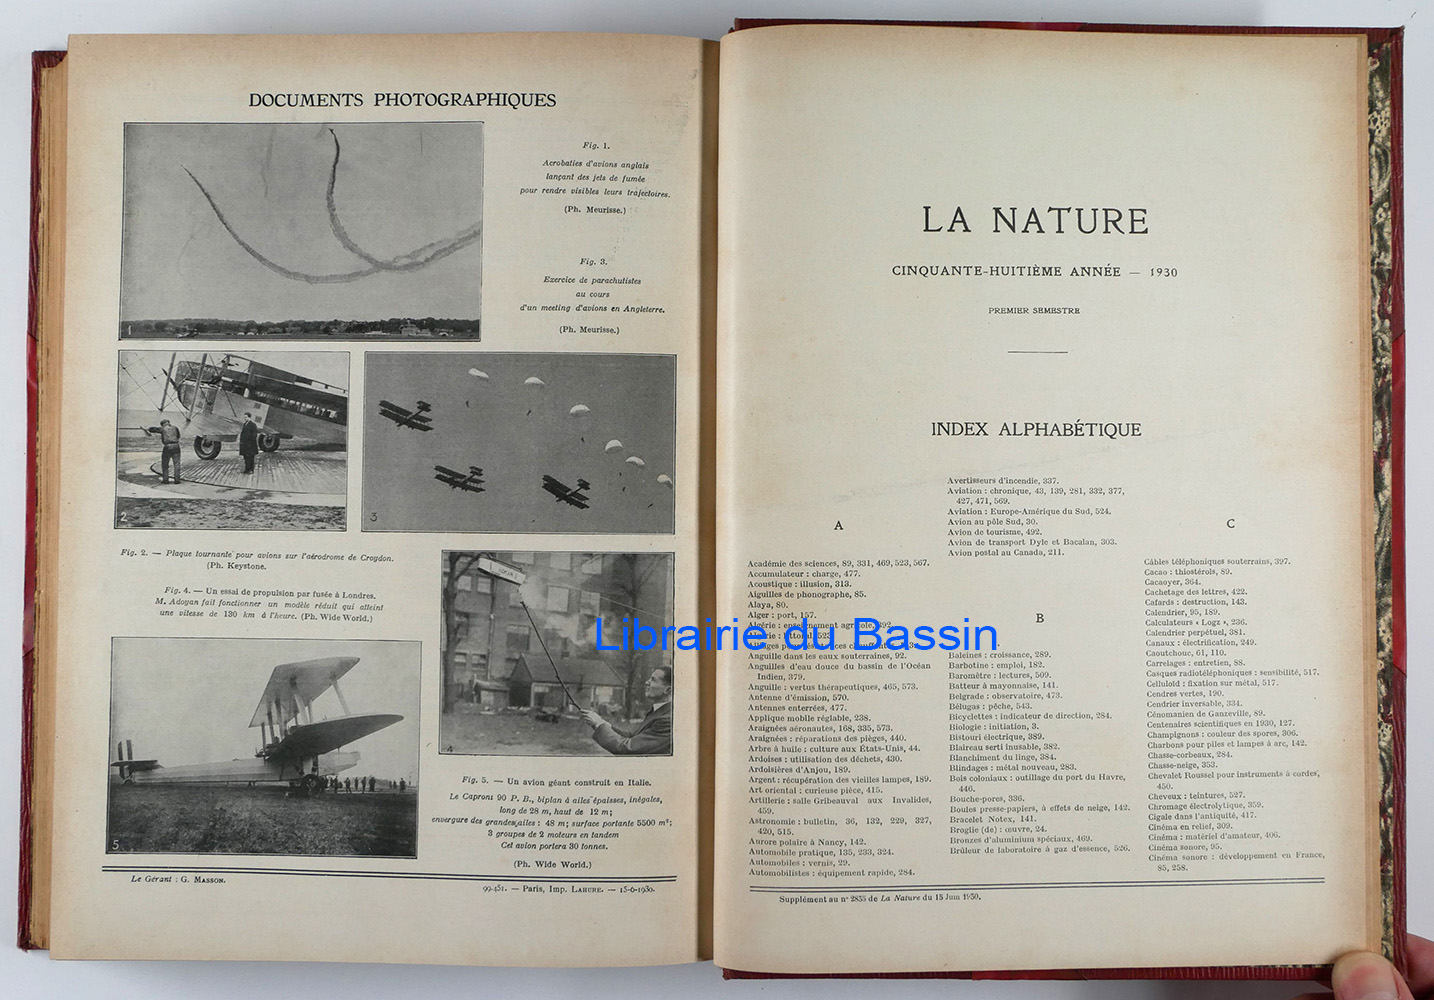 DOCUMENTS PHOTOGRAPHIQUES
Fig. 1.
Acrobaties d'avions anglais
lançant des jets de fumée
pour rendre visibles leurs trajectoires.
(Ph. Meurisse.)
Fig. 3.
Exercice de parachutistes
au cours
d'un meeting d'avions en Angleterre.
(Ph. Meurisse.)
1
2
3
Fig. 2. — Plaque tournante pour avions sur l'aérodrome de Croydon.
(Ph. Keystone.
Fig. 4. — Un essai de propulsion par fusée à Londres.
M. Adoyan fait fonctionner un modèle réduit qui atteint
une vitesse de 130 km à l'heure. (Ph. Wide World.)
4
5
Fig. 5. — Un avion géant construit en Italie.
Le Caproni 90 P. B., biplan à ailes épaisses, inégales,
long de 28 m, haut de 12 m;
envergure des grandes ailes : 48 m; surface portante 5500 m²;
3 groupes de 2 moteurs en tandem
Cet avion portera 30 tonnes.
(Ph. Wide World.)
Le Gérant : G. MASSON.
99-451. — Paris, Imp. LAHURE. — 15-6-1930.
LA NATURE
CINQUANTE-HUITIÈME ANNÉE — 1930
PREMIER SEMESTRE
INDEX ALPHABÉTIQUE
A
Académie des sciences, 89, 331, 469, 523, 567.
Accumulateur : charge, 477.
Acoustique : illusion, 313.
Aiguilles de phonographe, 85.
Alaya, 80.
Alger : port, 157.
Algérie : enseignement agricole, 492.
: littoral, 523
Anguille dans les eaux souterraines, 92.
Anguilles d'eau douce du bassin de l'Océan
Indien, 379.
Anguille : vertus thérapeutiques, 465, 573.
Antenne d'émission, 570.
Antennes enterrées, 477.
Applique mobile réglable, 238.
Araignées aéronautes, 168, 335, 573.
Araignées : réparations des pièges, 440.
Arbre à huile : culture aux États-Unis, 44.
Ardoises : utilisation des déchets, 430.
Ardoisières d'Anjou, 189.
Argent : récupération des vieilles lampes, 189.
Art oriental : curieuse pièce, 415.
Artillerie : salle Gribeauval aux Invalides,
459.
Astronomie : bulletin, 36, 132, 229, 327,
420, 515.
Aurore polaire à Nancy, 142.
Automobile pratique, 135, 233, 324.
Automobiles : vernis, 29.
Automobilistes : équipement rapide, 284.
Avertisseurs d'incendie, 337.
Aviation : chronique, 43, 139, 281, 332, 377,
427, 471, 569.
Aviation : Europe-Amérique du Sud, 524.
Avion au pôle Sud, 30.
Avion de tourisme, 492.
Avion de transport Dyle et Bacalan, 303.
Avion postal au Canada, 211.
B
Baleines : croissance, 289.
Barbotine : emploi, 182.
Baromètre : lectures, 509.
Batteur à mayonnaise, 141.
Belgrade : observatoire, 473.
Bélugas : pêche, 543.
Bicyclettes : indicateur de direction, 284.
Biologie : initiation, 3.
Bistouri électrique, 389.
Blaireau serti inusable, 382.
Blanchiment du linge, 384.
Blindages : métal nouveau, 283.
Bois coloniaux : outillage du port du Havre,
446.
Bouche-pores, 336.
Boules presse-papiers, à effets de neige, 142.
Bracelet Notex, 141.
Broglie (de) : œuvre, 24.
Bronzes d'aluminium spéciaux, 469.
Brûleur de laboratoire à gaz d'essence, 526.
C
Câbles téléphoniques souterrains, 397.
Cacao : thiostérols, 89.
Cacaoyer, 364.
Cachetage des lettres, 422.
Cafards : destruction, 143.
Calendrier, 95, 189.
Calculateurs « Logz », 236.
Calendrier perpétuel, 381.
Canaux : électrification, 249.
Caoutchouc, 61, 110.
Carrelages : entretien, 88.
Casques radiotéléphoniques : sensibilité, 517.
Celluloïd : fixation sur métal, 517.
Cendres vertes, 190.
Cendrier inversable, 334.
Cénomanien de Ganzeville, 89.
Centenaires scientifiques en 1930, 127.
Champignons : couleur des spores, 306.
Charbons pour piles et lampes à arc, 142.
Chasse-corbeaux, 284.
Chasse-neige, 353.
Chevalet Roussel pour instruments à cordes,
450.
Cheveux : teintures, 527.
Chromage électrolytique, 359.
Cigale dans l'antiquité, 417.
Cinéma en relief, 309.
Cinéma : matériel d'amateur, 406.
Cinéma sonore, 95.
Cinéma sonore : développement en France,
85, 258.
Supplément au n° 2835 de La Nature du 15 Juin 1930.
Librairie du Bassin